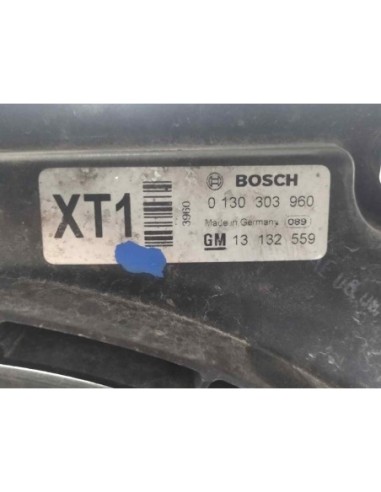 XT1
3960
BOSCH
0 130 303 960
Made in Germany 089
GM 13 132 559